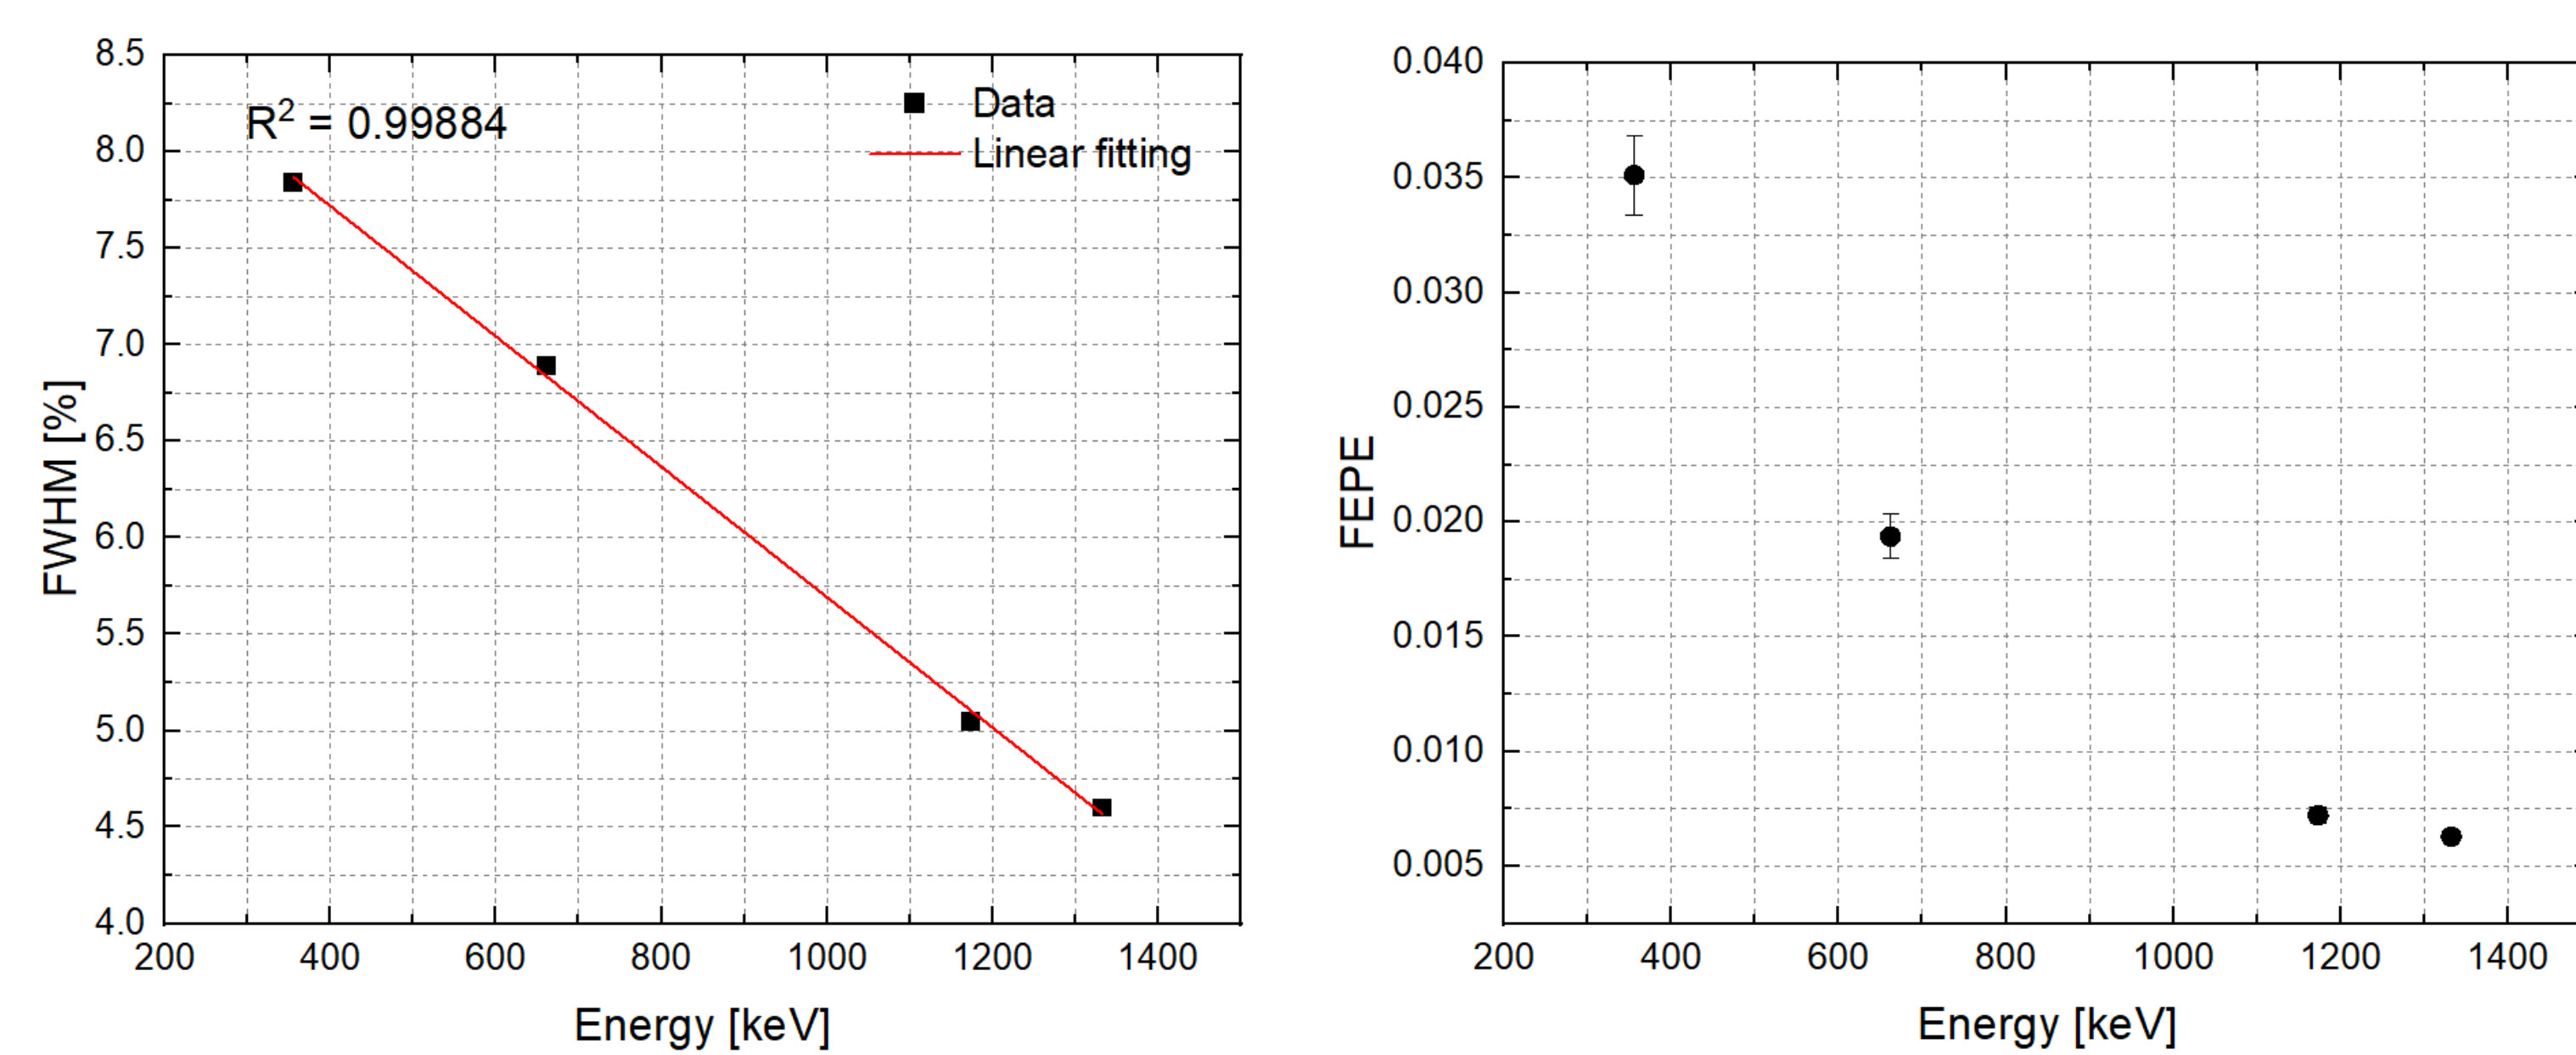 8.5
8.0
7.5
7.0
6.5
6.0
5.5
5.0
4.5
4.0
FWHM [%]
R² = 0.99884
Data
Linear fitting
200 400 600 800 1000 1200 1400
Energy [keV]
0.040
0.035
0.030
0.025
0.020
0.015
0.010
0.005
FEPE
200 400 600 800 1000 1200 1400
Energy [keV]